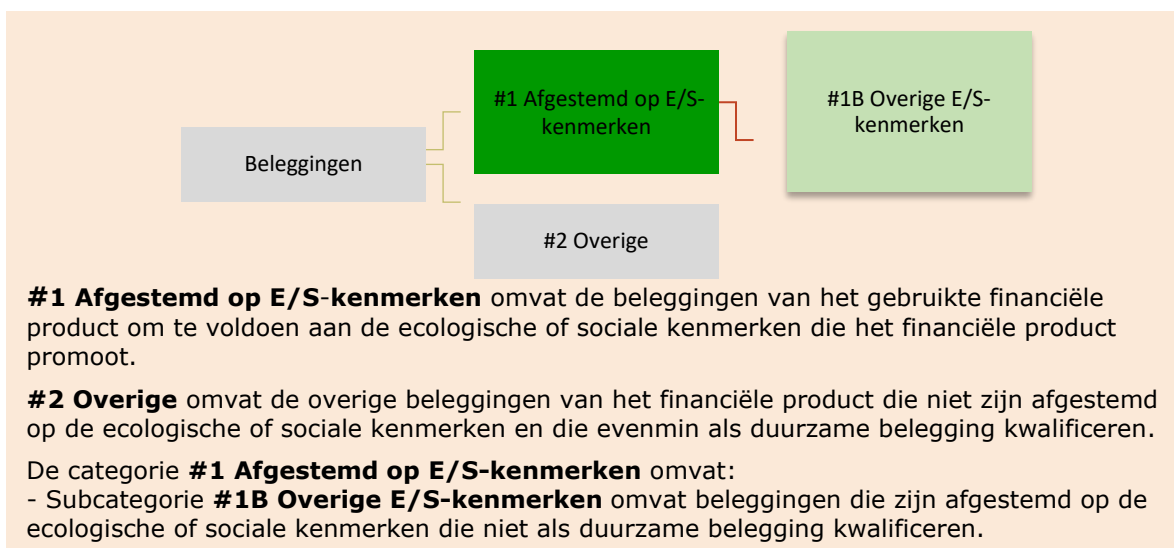 #1 Afgestemd op E/S-
kenmerken
#1B Overige E/S-
kenmerken
Beleggingen
#2 Overige
#1 Afgestemd op E/S-kenmerken omvat de beleggingen van het gebruikte financiële
product om te voldoen aan de ecologische of sociale kenmerken die het financiële product
promoot.
#2 Overige omvat de overige beleggingen van het financiële product die niet zijn afgestemd
op de ecologische of sociale kenmerken en die evenmin als duurzame belegging kwalificeren.
De categorie #1 Afgestemd op E/S-kenmerken omvat:
- Subcategorie #1B Overige E/S-kenmerken omvat beleggingen die zijn afgestemd op de
ecologische of sociale kenmerken die niet als duurzame belegging kwalificeren.